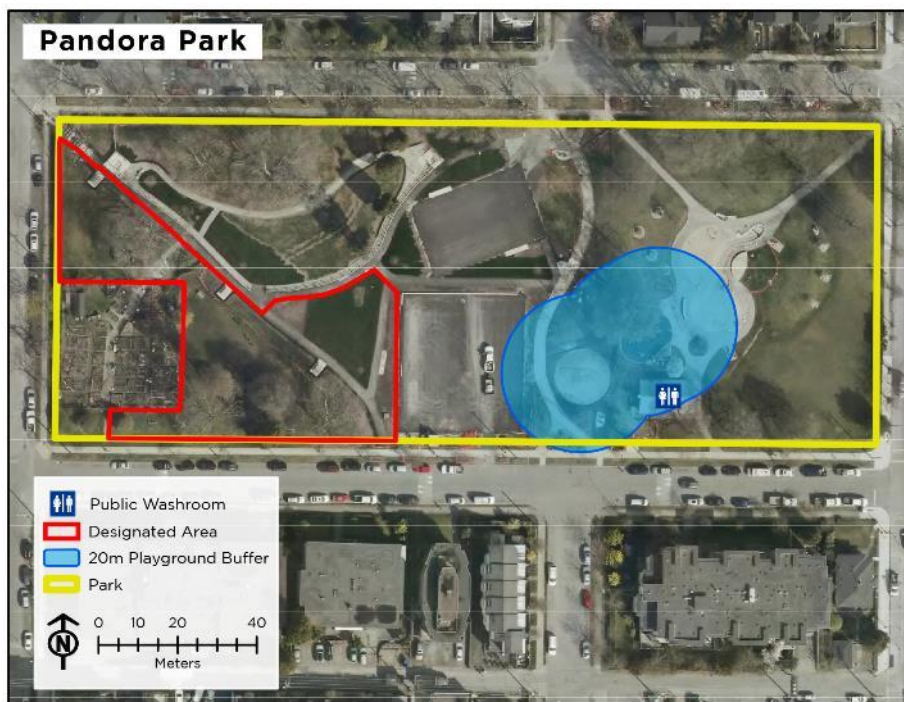 Pandora Park
Public Washroom
Designated Area
20m Playground Buffer
Park
N
0 10 20 40
Meters